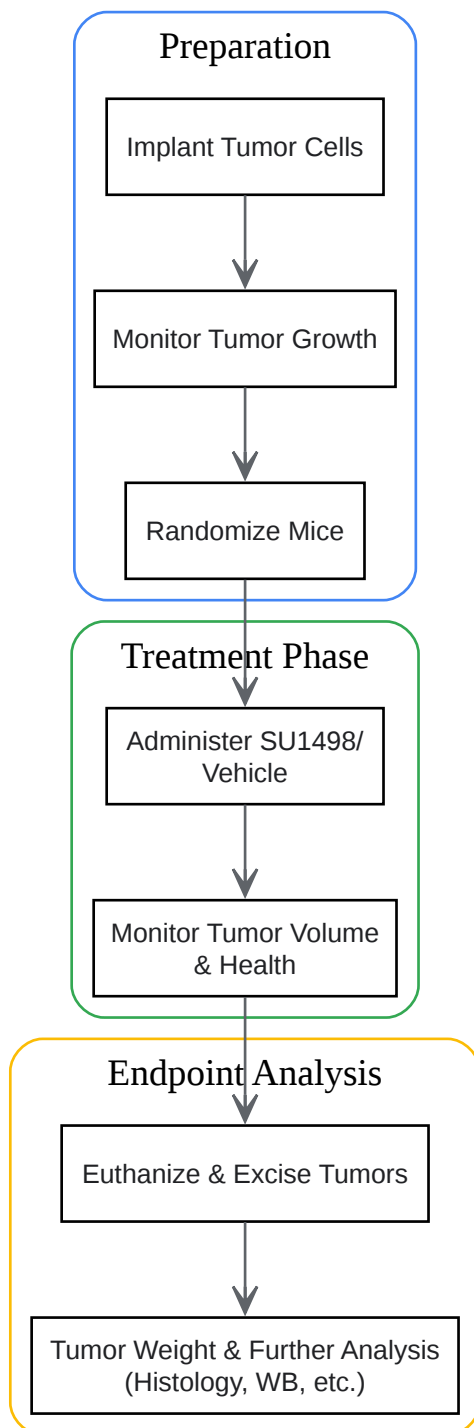 Preparation
Implant Tumor Cells
Monitor Tumor Growth
Randomize Mice
Treatment Phase
Administer SU1498/
Vehicle
Monitor Tumor Volume
& Health
Endpoint Analysis
Euthanize & Excise Tumors
Tumor Weight & Further Analysis
(Histology, WB, etc.)